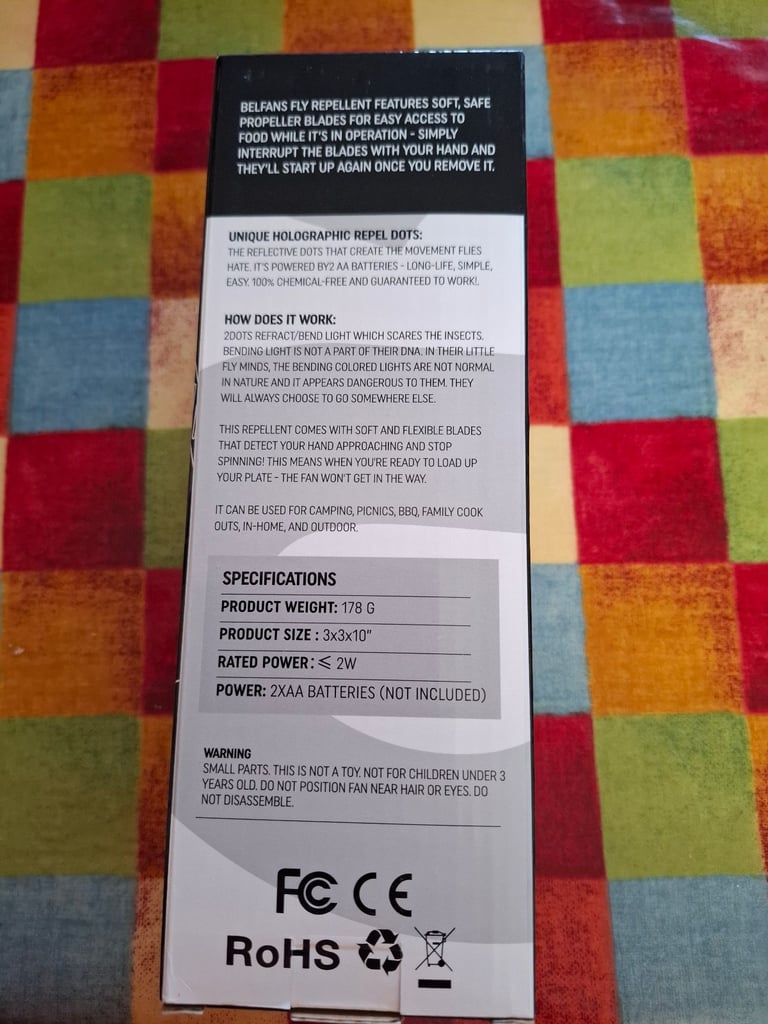 BELFANS FLY REPELLENT FEATURES SOFT, SAFE
PROPELLER BLADES FOR EASY ACCESS TO
FOOD WHILE IT'S IN OPERATION - SIMPLY
INTERRUPT THE BLADES WITH YOUR HAND AND
THEY'LL START UP AGAIN ONCE YOU REMOVE IT.
UNIQUE HOLOGRAPHIC REPEL DOTS:
THE REFLECTIVE DOTS THAT CREATE THE MOVEMENT FLIES
HATE. IT'S POWERED BY2 AA BATTERIES - LONG-LIFE, SIMPLE,
EASY. 100% CHEMICAL-FREE AND GUARANTEED TO WORK!.
HOW DOES IT WORK:
2DOTS REFRACT/BEND LIGHT WHICH SCARES THE INSECTS.
BENDING LIGHT IS NOT A PART OF THEIR DNA. IN THEIR LITTLE
FLY MINDS, THE BENDING COLORED LIGHTS ARE NOT NORMAL
IN NATURE AND IT APPEARS DANGEROUS TO THEM. THEY
WILL ALWAYS CHOOSE TO GO SOMEWHERE ELSE.
THIS REPELLENT COMES WITH SOFT AND FLEXIBLE BLADES
THAT DETECT YOUR HAND APPROACHING AND STOP
SPINNING! THIS MEANS WHEN YOU'RE READY TO LOAD UP
YOUR PLATE - THE FAN WON'T GET IN THE WAY.
IT CAN BE USED FOR CAMPING, PICNICS, BBQ, FAMILY COOK
OUTS, IN-HOME, AND OUTDOOR.
SPECIFICATIONS
PRODUCT WEIGHT: 178 G
PRODUCT SIZE : 3x3x10"
RATED POWER: ⩽ 2W
POWER: 2XAA BATTERIES (NOT INCLUDED)
WARNING
SMALL PARTS. THIS IS NOT A TOY. NOT FOR CHILDREN UNDER 3
YEARS OLD. DO NOT POSITION FAN NEAR HAIR OR EYES. DO
NOT DISASSEMBLE.
FC CE
RoHS